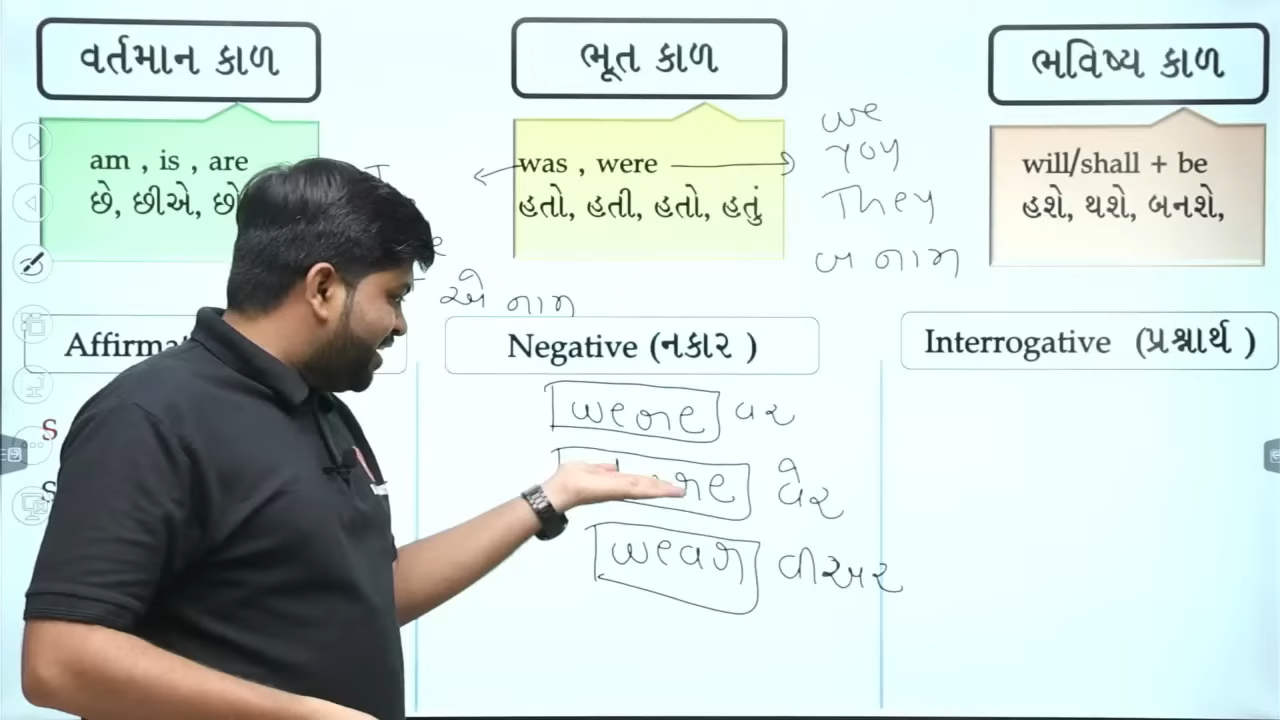 વર્તમાન કાળ
ભૂત કાળ
ભવિષ્ય કાળ
am , is , are
છે, છીએ, છો
was , were
હતો, હતી, હતો, હતું
we
you
They
બ નામ
will/shall + be
હશે, થશે, બનશે,
I
એ નામ
Negative (નકાર )
Interrogative (પ્રશ્નાર્થ )
were વર
વેર
wear વીઅર
S
S